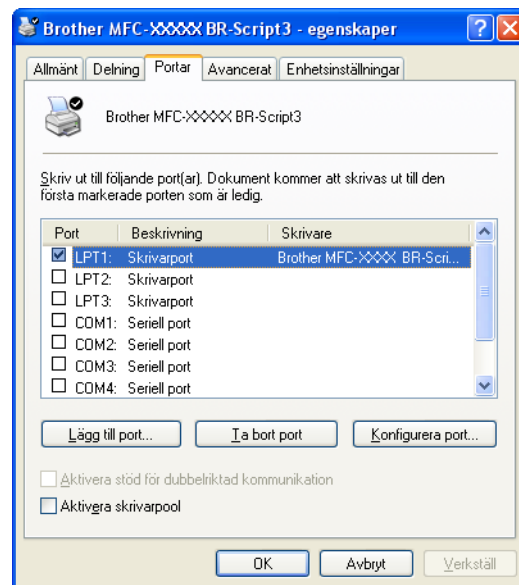 Brother MFC-XXXXX BR-Script3 - egenskaper
Allmänt Delning Portar Avancerat Enhetsinställningar
Brother MFC-XXXXX BR-Script3
Skriv ut till följande port(ar). Dokument kommer att skrivas ut till den
första markerade porten som är ledig.
Port Beskrivning Skrivare
LPT1: Skrivarport Brother MFC-XXXX BR-Scri...
LPT2: Skrivarport
LPT3: Skrivarport
COM1: Seriell port
COM2: Seriell port
COM3: Seriell port
COM4: Seriell port
Lägg till port... Ta bort port Konfigurera port...
Aktivera stöd för dubbelriktad kommunikation
Aktivera skrivarpool
OK Avbryt Verkställ